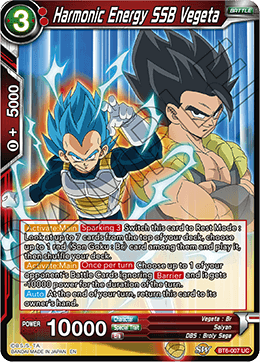 3
Harmonic Energy SSB Vegeta
BATTLE
+ 5000
Activate Main Sparking 3 Switch this card to Rest Mode :
Look at up to 7 cards from the top of your deck, choose
up to 1 red ‹Son Goku : Br› card among them and play it,
then shuffle your deck.
Activate Main Once per turn Choose up to 1 of your
opponent's Battle Cards ignoring Barrier and it gets
-10000 power for the duration of the turn.
Auto At the end of your turn, return this card to its
owner's hand.
POWER
10000
Character
Vegeta : Br
Special Trait
Saiyan
Era
DBS : Broly Saga
©B.S./S.,T.A.
BANDAI MADE IN JAPAN EN
BT6-007 UC